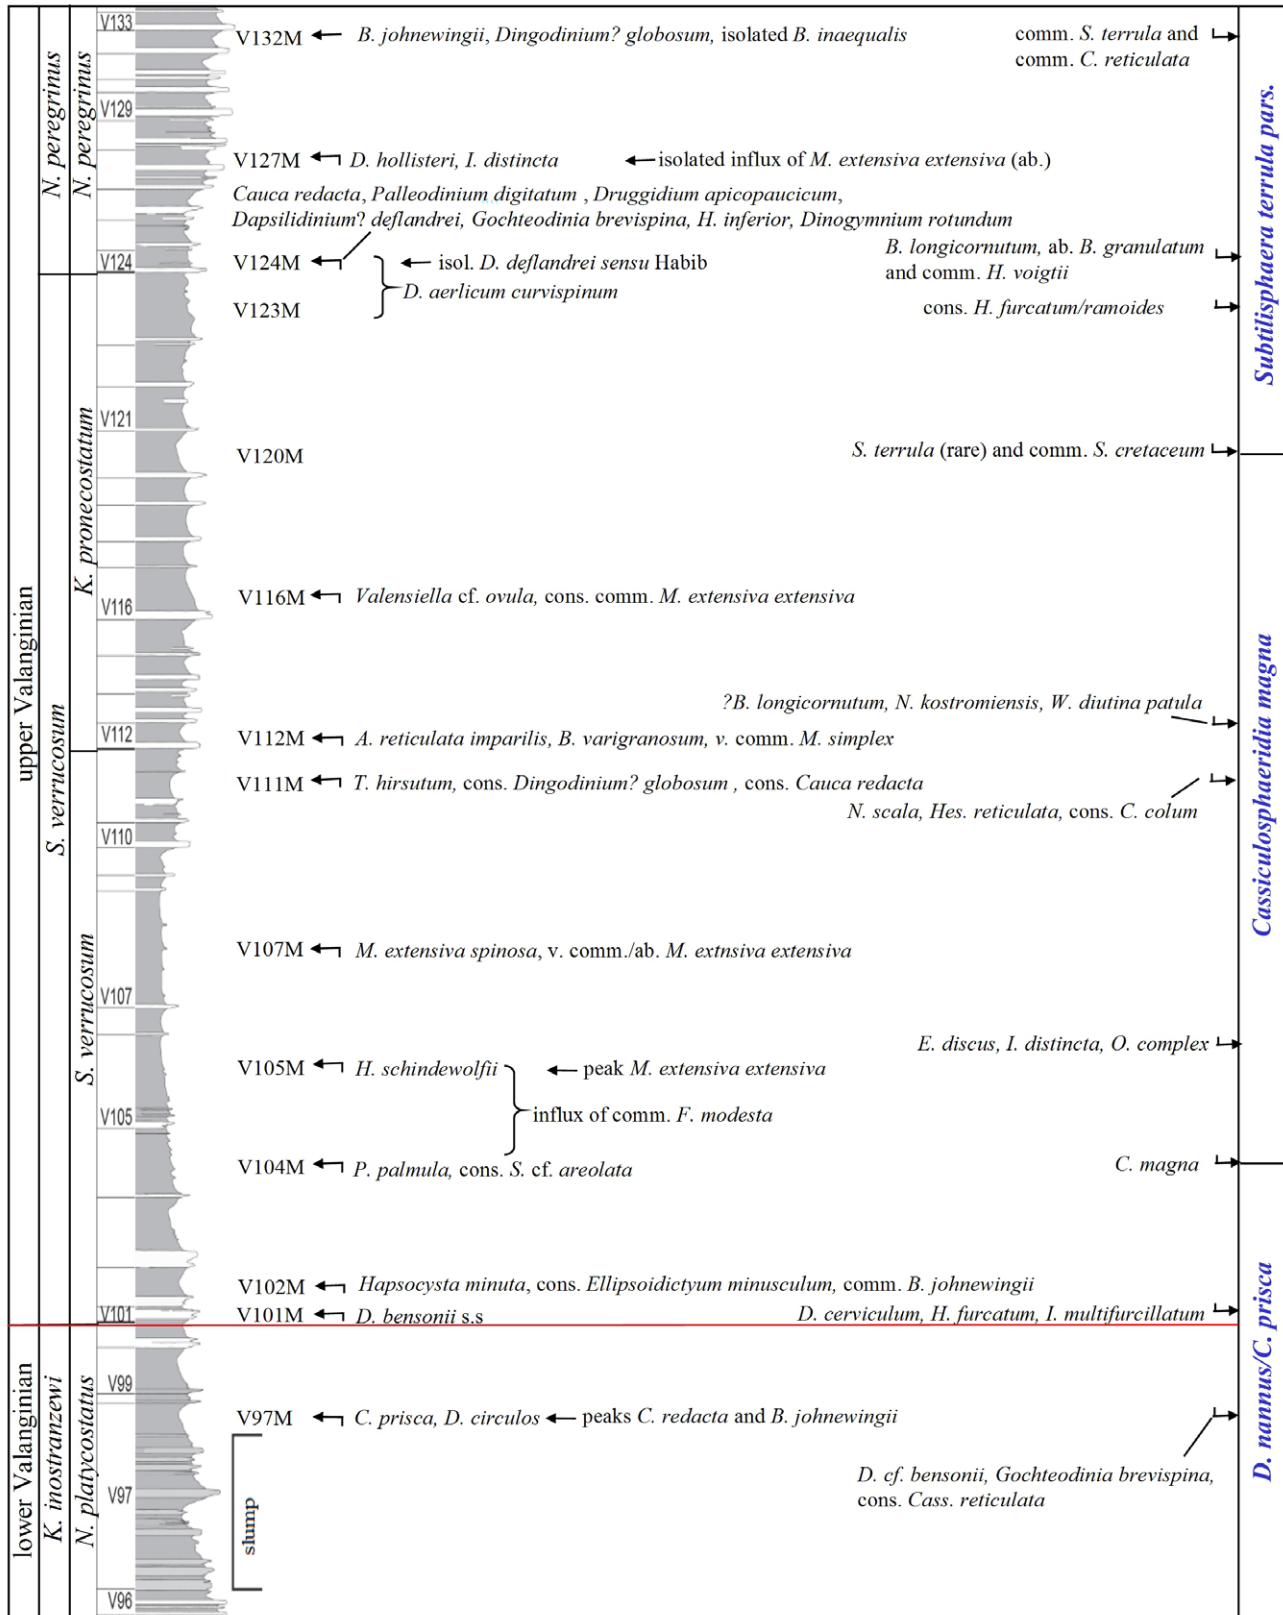 V133
V132M
B. johnewingii, Dingodinium? globosum, isolated B. inaequalis
comm. S. terrula and
comm. C. reticulata
N. peregrinus
N. peregrinus
V129
V127M
D. hollisteri, I. distincta
isolated influx of M. extensiva extensiva (ab.)
Cauca redacta, Palleodinium digitatum , Druggidium apicopaucicum,
Dapsilidinium? deflandrei, Gochteodinia brevispina, H. inferior, Dinogymnium rotundum
V124
V124M
isol. D. deflandrei sensu Habib
B. longicornutum, ab. B. granulatum
and comm. H. voigtii
D. aerlicum curvispinum
V123M
cons. H. furcatum/ramoides
Subtilisphaera terrula pars.
V121
V120M
S. terrula (rare) and comm. S. cretaceum
K. pronecostatum
V116
V116M
Valensiella cf. ovula, cons. comm. M. extensiva extensiva
upper Valanginian
S. verrucosum
?B. longicornutum, N. kostromiensis, W. diutina patula
V112
V112M
A. reticulata imparilis, B. varigranosum, v. comm. M. simplex
V111M
T. hirsutum, cons. Dingodinium? globosum , cons. Cauca redacta
N. scala, Hes. reticulata, cons. C. colum
V110
Cassiculosphaeridia magna
V107M
M. extensiva spinosa, v. comm./ab. M. extnsiva extensiva
V107
S. verrucosum
E. discus, I. distincta, O. complex
V105M
H. schindewolfii
peak M. extensiva extensiva
V105
influx of comm. F. modesta
V104M
P. palmula, cons. S. cf. areolata
C. magna
V102M
Hapsocysta minuta, cons. Ellipsoidictyum minusculum, comm. B. johnewingii
V101
V101M
D. bensonii s.s
D. cerviculum, H. furcatum, I. multifurcillatum
D. nannus/C. prisca
lower Valanginian
K. inostranzewi
N. platycostatus
V99
V97M
C. prisca, D. circulos
peaks C. redacta and B. johnewingii
D. cf. bensonii, Gochteodinia brevispina,
cons. Cass. reticulata
V97
slump
V96